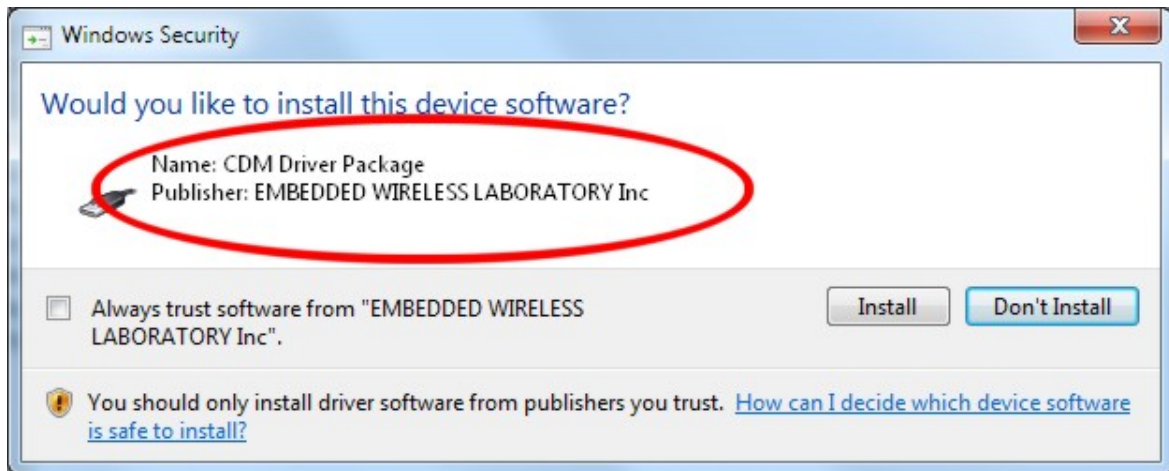 Windows Security
Would you like to install this device software?
Name: CDM Driver Package
Publisher: EMBEDDED WIRELESS LABORATORY Inc
Always trust software from "EMBEDDED WIRELESS
LABORATORY Inc".
Install
Don't Install
You should only install driver software from publishers you trust. How can I decide which device software
is safe to install?